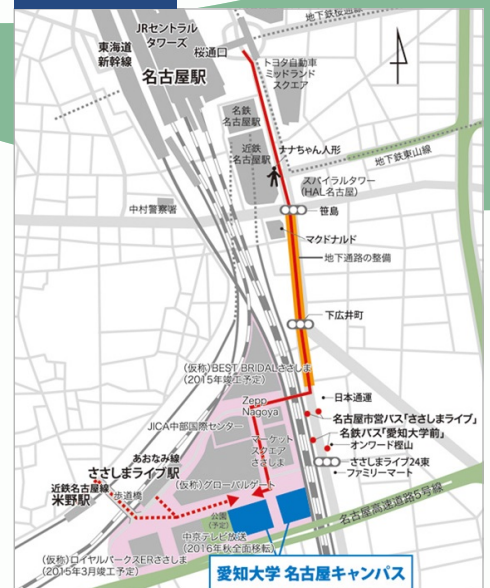 JRセントラル
タワーズ
桜通口
地下鉄桜通線
東海道
新幹線
名古屋駅
トヨタ自動車
ミッドランド
スクエア
名鉄
名古屋駅
近鉄
名古屋駅
ナナちゃん人形
地下鉄東山線
スパイラルタワー
(HAL名古屋)
中村警察署
笹島
マクドナルド
地下通路の整備
下広井町
(仮称)BEST BRIDALささしま
(2015年竣工予定)
日本通運
Zepp
Nagoya
名古屋市営バス「ささしまライブ」
名鉄バス「愛知大学前」
JICA中部国際センター
マーケット
スクエア
ささしま
オンワード樫山
あおなみ線
ささしまライブ駅
ささしまライブ24東
ファミリーマート
近鉄名古屋線
米野駅
歩道橋
(仮称)グローバルゲート
名古屋高速道路5号線
公園
(予定)
中京テレビ放送
(2016年秋全面移転)
(仮称)ロイヤルパークスERささしま
(2015年3月竣工予定)
愛知大学 名古屋キャンパス